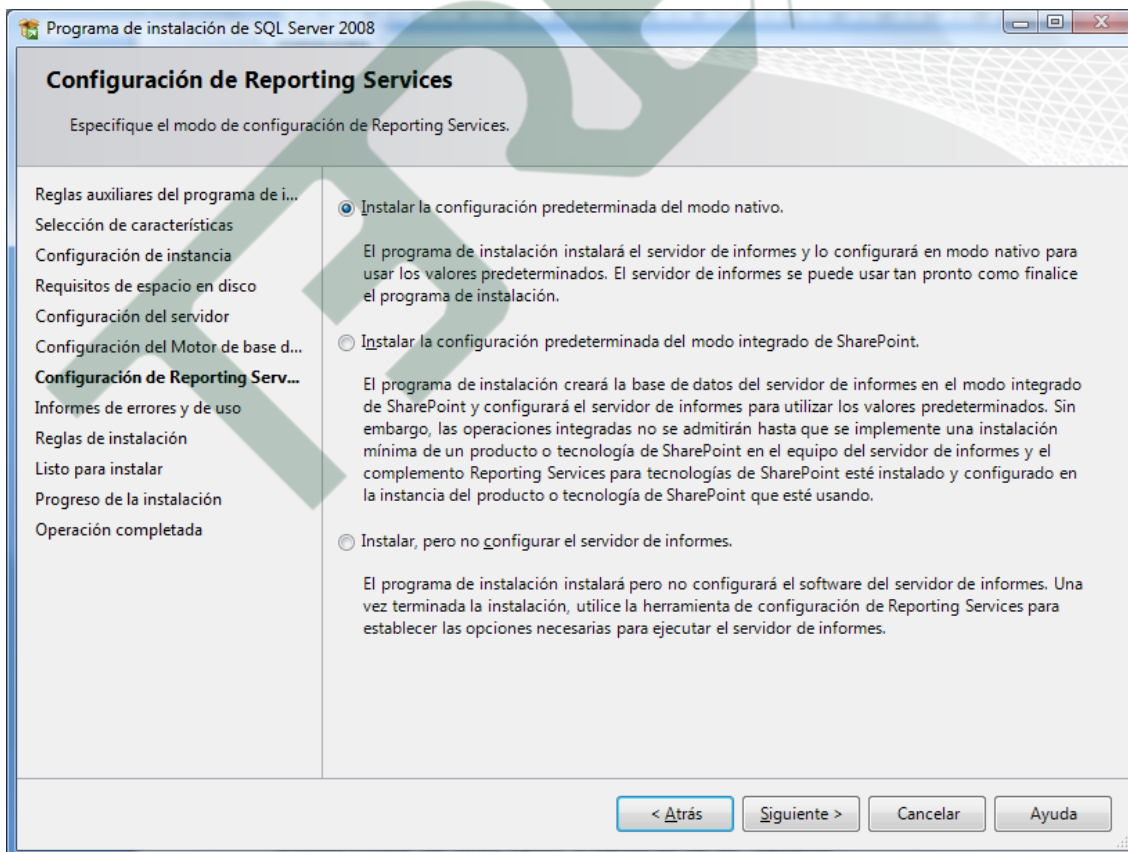 Programa de instalación de SQL Server 2008
Configuración de Reporting Services
Especifique el modo de configuración de Reporting Services.
Reglas auxiliares del programa de i...
Selección de características
Configuración de instancia
Requisitos de espacio en disco
Configuración del servidor
Configuración del Motor de base d...
Configuración de Reporting Serv...
Informes de errores y de uso
Reglas de instalación
Listo para instalar
Progreso de la instalación
Operación completada
Instalar la configuración predeterminada del modo nativo.
El programa de instalación instalará el servidor de informes y lo configurará en modo nativo para
usar los valores predeterminados. El servidor de informes se puede usar tan pronto como finalice
el programa de instalación.
Instalar la configuración predeterminada del modo integrado de SharePoint.
El programa de instalación creará la base de datos del servidor de informes en el modo integrado
de SharePoint y configurará el servidor de informes para utilizar los valores predeterminados. Sin
embargo, las operaciones integradas no se admitirán hasta que se implemente una instalación
mínima de un producto o tecnología de SharePoint en el equipo del servidor de informes y el
complemento Reporting Services para tecnologías de SharePoint esté instalado y configurado en
la instancia del producto o tecnología de SharePoint que esté usando.
Instalar, pero no configurar el servidor de informes.
El programa de instalación instalará pero no configurará el software del servidor de informes. Una
vez terminada la instalación, utilice la herramienta de configuración de Reporting Services para
establecer las opciones necesarias para ejecutar el servidor de informes.
< Atrás
Siguiente >
Cancelar
Ayuda